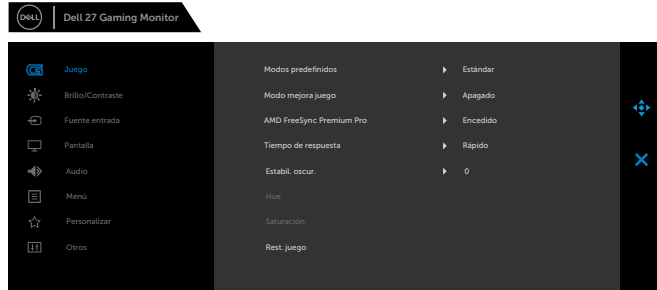 DELL
Dell 27 Gaming Monitor
Juego
Modos predefinidos
Estándar
Brillo/Contraste
Modo mejora juego
Apagado
Fuente entrada
AMD FreeSync Premium Pro
Encedido
Pantalla
Tiempo de respuesta
Rápido
Audio
Estabil. oscur.
0
Menú
Hue
Personalizar
Saturación
Otros
Rest. juego